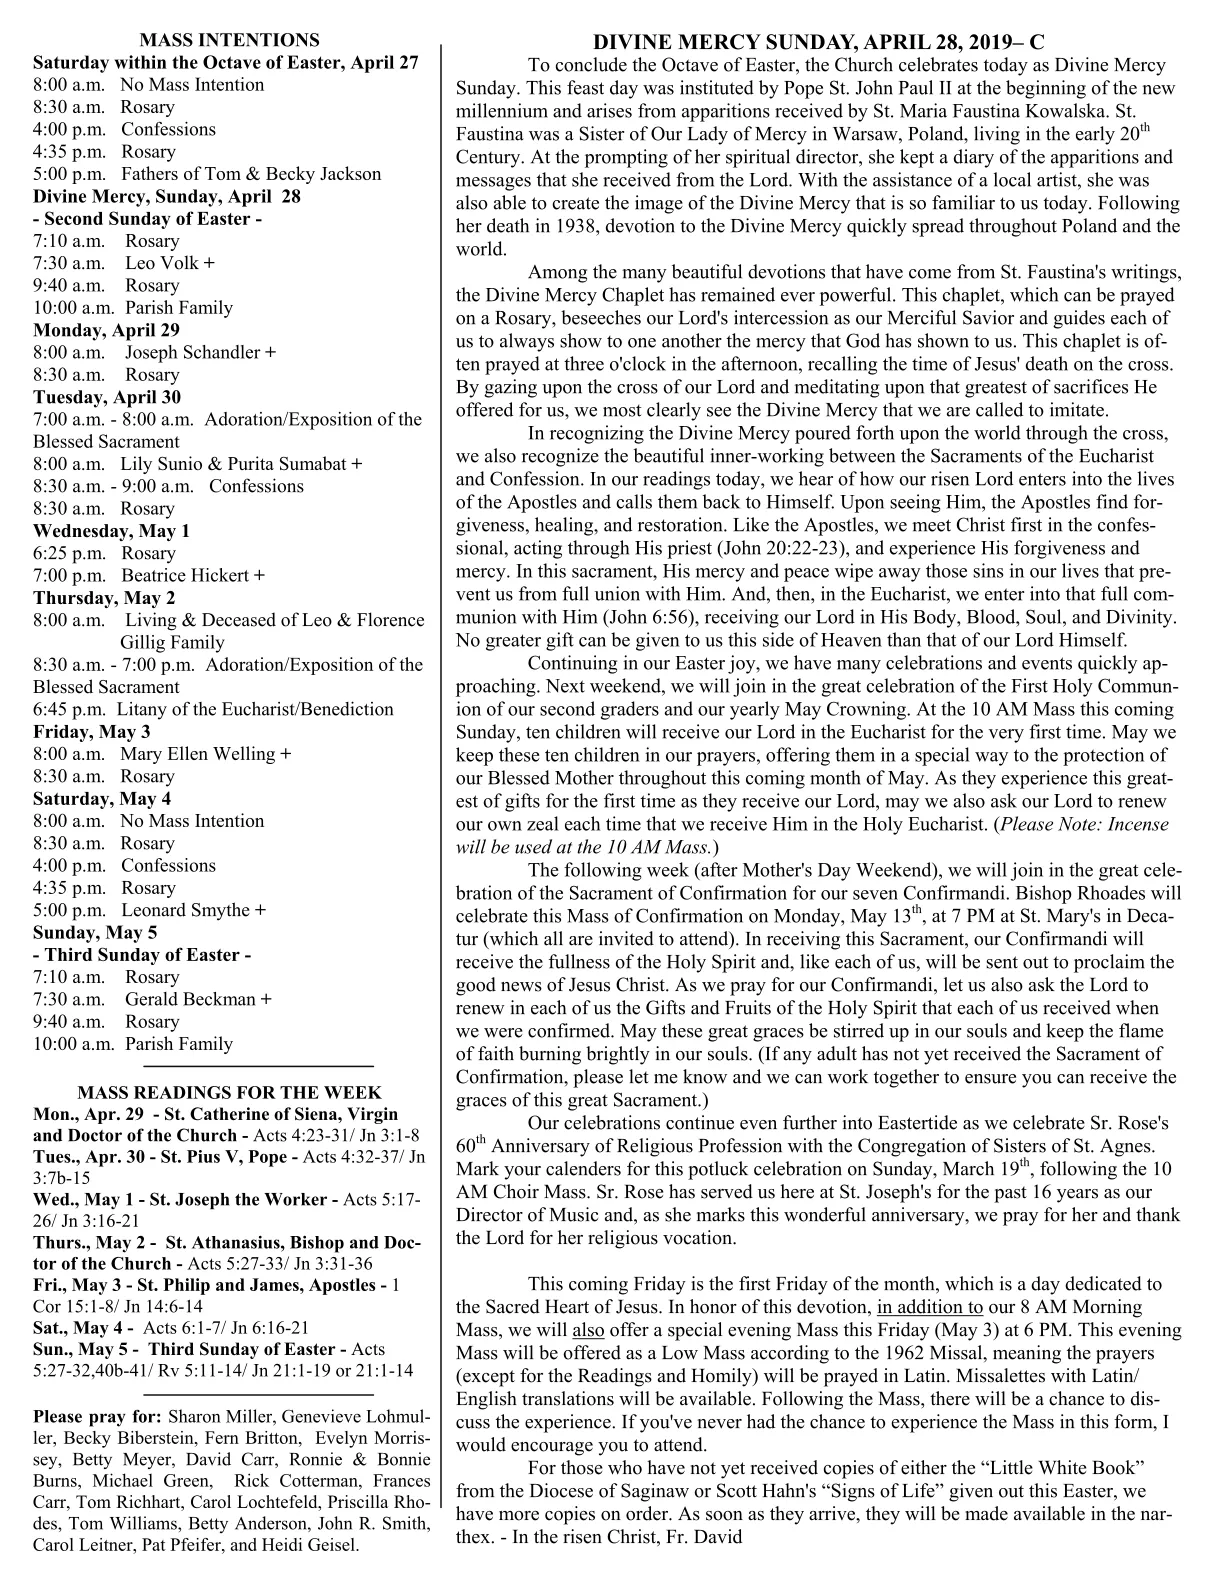 MASS INTENTIONS
Saturday within the Octave of Easter, April 27
8:00 a.m. No Mass Intention
8:30 a.m. Rosary
4:00 p.m. Confessions
4:35 p.m. Rosary
5:00 p.m. Fathers of Tom & Becky Jackson
Divine Mercy, Sunday, April 28
- Second Sunday of Easter -
7:10 a.m. Rosary
7:30 a.m. Leo Volk +
9:40 a.m. Rosary
10:00 a.m. Parish Family
Monday, April 29
8:00 a.m. Joseph Schandler +
8:30 a.m. Rosary
Tuesday, April 30
7:00 a.m. - 8:00 a.m. Adoration/Exposition of the
Blessed Sacrament
8:00 a.m. Lily Sunio & Purita Sumabat +
8:30 a.m. - 9:00 a.m. Confessions
8:30 a.m. Rosary
Wednesday, May 1
6:25 p.m. Rosary
7:00 p.m. Beatrice Hickert +
Thursday, May 2
8:00 a.m. Living & Deceased of Leo & Florence
Gillig Family
8:30 a.m. - 7:00 p.m. Adoration/Exposition of the
Blessed Sacrament
6:45 p.m. Litany of the Eucharist/Benediction
Friday, May 3
8:00 a.m. Mary Ellen Welling +
8:30 a.m. Rosary
Saturday, May 4
8:00 a.m. No Mass Intention
8:30 a.m. Rosary
4:00 p.m. Confessions
4:35 p.m. Rosary
5:00 p.m. Leonard Smythe +
Sunday, May 5
- Third Sunday of Easter -
7:10 a.m. Rosary
7:30 a.m. Gerald Beckman +
9:40 a.m. Rosary
10:00 a.m. Parish Family
MASS READINGS FOR THE WEEK
Mon., Apr. 29 - St. Catherine of Siena, Virgin
and Doctor of the Church - Acts 4:23-31/ Jn 3:1-8
Tues., Apr. 30 - St. Pius V, Pope - Acts 4:32-37/ Jn
3:7b-15
Wed., May 1 - St. Joseph the Worker - Acts 5:17-
26/ Jn 3:16-21
Thurs., May 2 - St. Athanasius, Bishop and Doc-
tor of the Church - Acts 5:27-33/ Jn 3:31-36
Fri., May 3 - St. Philip and James, Apostles - 1
Cor 15:1-8/ Jn 14:6-14
Sat., May 4 - Acts 6:1-7/ Jn 6:16-21
Sun., May 5 - Third Sunday of Easter - Acts
5:27-32,40b-41/ Rv 5:11-14/ Jn 21:1-19 or 21:1-14
Please pray for: Sharon Miller, Genevieve Lohmul-
ler, Becky Biberstein, Fern Britton, Evelyn Morris-
sey, Betty Meyer, David Carr, Ronnie & Bonnie
Burns, Michael Green, Rick Cotterman, Frances
Carr, Tom Richhart, Carol Lochtefeld, Priscilla Rho-
des, Tom Williams, Betty Anderson, John R. Smith,
Carol Leitner, Pat Pfeifer, and Heidi Geisel.
DIVINE MERCY SUNDAY, APRIL 28, 2019– C
To conclude the Octave of Easter, the Church celebrates today as Divine Mercy
Sunday. This feast day was instituted by Pope St. John Paul II at the beginning of the new
millennium and arises from apparitions received by St. Maria Faustina Kowalska. St.
Faustina was a Sister of Our Lady of Mercy in Warsaw, Poland, living in the early 20th
Century. At the prompting of her spiritual director, she kept a diary of the apparitions and
messages that she received from the Lord. With the assistance of a local artist, she was
also able to create the image of the Divine Mercy that is so familiar to us today. Following
her death in 1938, devotion to the Divine Mercy quickly spread throughout Poland and the
world.
Among the many beautiful devotions that have come from St. Faustina's writings,
the Divine Mercy Chaplet has remained ever powerful. This chaplet, which can be prayed
on a Rosary, beseeches our Lord's intercession as our Merciful Savior and guides each of
us to always show to one another the mercy that God has shown to us. This chaplet is of-
ten prayed at three o'clock in the afternoon, recalling the time of Jesus' death on the cross.
By gazing upon the cross of our Lord and meditating upon that greatest of sacrifices He
offered for us, we most clearly see the Divine Mercy that we are called to imitate.
In recognizing the Divine Mercy poured forth upon the world through the cross,
we also recognize the beautiful inner-working between the Sacraments of the Eucharist
and Confession. In our readings today, we hear of how our risen Lord enters into the lives
of the Apostles and calls them back to Himself. Upon seeing Him, the Apostles find for-
giveness, healing, and restoration. Like the Apostles, we meet Christ first in the confes-
sional, acting through His priest (John 20:22-23), and experience His forgiveness and
mercy. In this sacrament, His mercy and peace wipe away those sins in our lives that pre-
vent us from full union with Him. And, then, in the Eucharist, we enter into that full com-
munion with Him (John 6:56), receiving our Lord in His Body, Blood, Soul, and Divinity.
No greater gift can be given to us this side of Heaven than that of our Lord Himself.
Continuing in our Easter joy, we have many celebrations and events quickly ap-
proaching. Next weekend, we will join in the great celebration of the First Holy Commun-
ion of our second graders and our yearly May Crowning. At the 10 AM Mass this coming
Sunday, ten children will receive our Lord in the Eucharist for the very first time. May we
keep these ten children in our prayers, offering them in a special way to the protection of
our Blessed Mother throughout this coming month of May. As they experience this great-
est of gifts for the first time as they receive our Lord, may we also ask our Lord to renew
our own zeal each time that we receive Him in the Holy Eucharist. (Please Note: Incense
will be used at the 10 AM Mass.)
The following week (after Mother's Day Weekend), we will join in the great cele-
bration of the Sacrament of Confirmation for our seven Confirmandi. Bishop Rhoades will
celebrate this Mass of Confirmation on Monday, May 13th, at 7 PM at St. Mary's in Deca-
tur (which all are invited to attend). In receiving this Sacrament, our Confirmandi will
receive the fullness of the Holy Spirit and, like each of us, will be sent out to proclaim the
good news of Jesus Christ. As we pray for our Confirmandi, let us also ask the Lord to
renew in each of us the Gifts and Fruits of the Holy Spirit that each of us received when
we were confirmed. May these great graces be stirred up in our souls and keep the flame
of faith burning brightly in our souls. (If any adult has not yet received the Sacrament of
Confirmation, please let me know and we can work together to ensure you can receive the
graces of this great Sacrament.)
Our celebrations continue even further into Eastertide as we celebrate Sr. Rose's
60th Anniversary of Religious Profession with the Congregation of Sisters of St. Agnes.
Mark your calenders for this potluck celebration on Sunday, March 19th, following the 10
AM Choir Mass. Sr. Rose has served us here at St. Joseph's for the past 16 years as our
Director of Music and, as she marks this wonderful anniversary, we pray for her and thank
the Lord for her religious vocation.
This coming Friday is the first Friday of the month, which is a day dedicated to
the Sacred Heart of Jesus. In honor of this devotion, in addition to our 8 AM Morning
Mass, we will also offer a special evening Mass this Friday (May 3) at 6 PM. This evening
Mass will be offered as a Low Mass according to the 1962 Missal, meaning the prayers
(except for the Readings and Homily) will be prayed in Latin. Missalettes with Latin/
English translations will be available. Following the Mass, there will be a chance to dis-
cuss the experience. If you've never had the chance to experience the Mass in this form, I
would encourage you to attend.
For those who have not yet received copies of either the “Little White Book”
from the Diocese of Saginaw or Scott Hahn's “Signs of Life” given out this Easter, we
have more copies on order. As soon as they arrive, they will be made available in the nar-
thex. - In the risen Christ, Fr. David